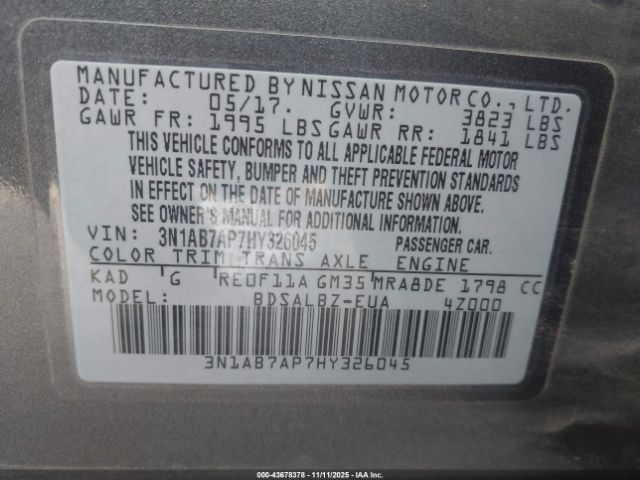 MANUFACTURED BY NISSAN MOTOR CO., LTD.
DATE: 05/17. GVWR: 3823 LBS
GAWR FR: 1995 LBS GAWR RR: 1841 LBS
THIS VEHICLE CONFORMS TO ALL APPLICABLE FEDERAL MOTOR
VEHICLE SAFETY, BUMPER AND THEFT PREVENTION STANDARDS
IN EFFECT ON THE DATE OF MANUFACTURE SHOWN ABOVE.
SEE OWNER'S MANUAL FOR ADDITIONAL INFORMATION.
VIN: 3N1AB7AP7HY326045 PASSENGER CAR.
COLOR TRIM TRANS AXLE ENGINE
KAD G RE0F11A GM35 MRA8DE 1798 CC
MODEL: BDSALBZ-EUA 4Z000
3N1AB7AP7HY326045
000-43678378 - 11/11/2025 - IAA Inc.